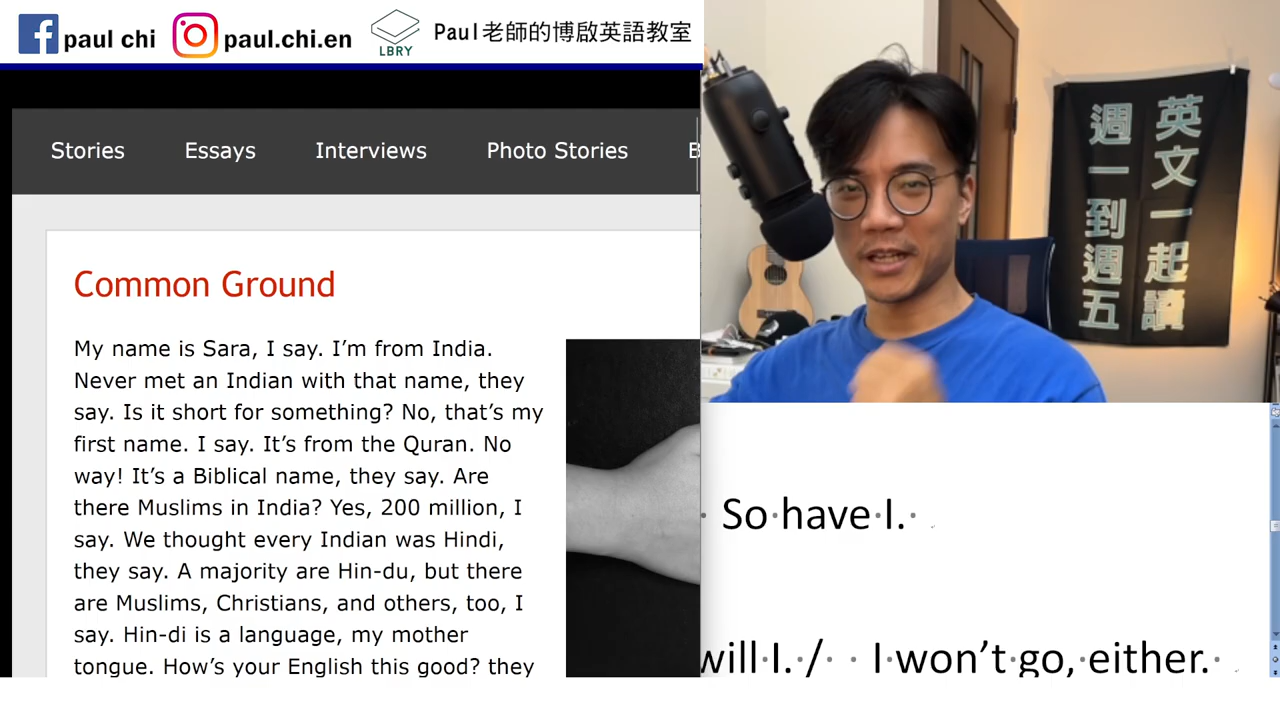 paul chi
paul.chi.en
LBRY
Paul老師的博啟英語教室
Stories
Essays
Interviews
Photo Stories
Common Ground
My name is Sara, I say. I’m from India.
Never met an Indian with that name, they
say. Is it short for something? No, that’s my
first name. I say. It’s from the Quran. No
way! It’s a Biblical name, they say. Are
there Muslims in India? Yes, 200 million, I
say. We thought every Indian was Hindi,
they say. A majority are Hin-du, but there
are Muslims, Christians, and others, too, I
say. Hin-di is a language, my mother
tongue. How’s your English this good? they
英文一起讀
週一到週五
So have I.
will I. / I won’t go, either.